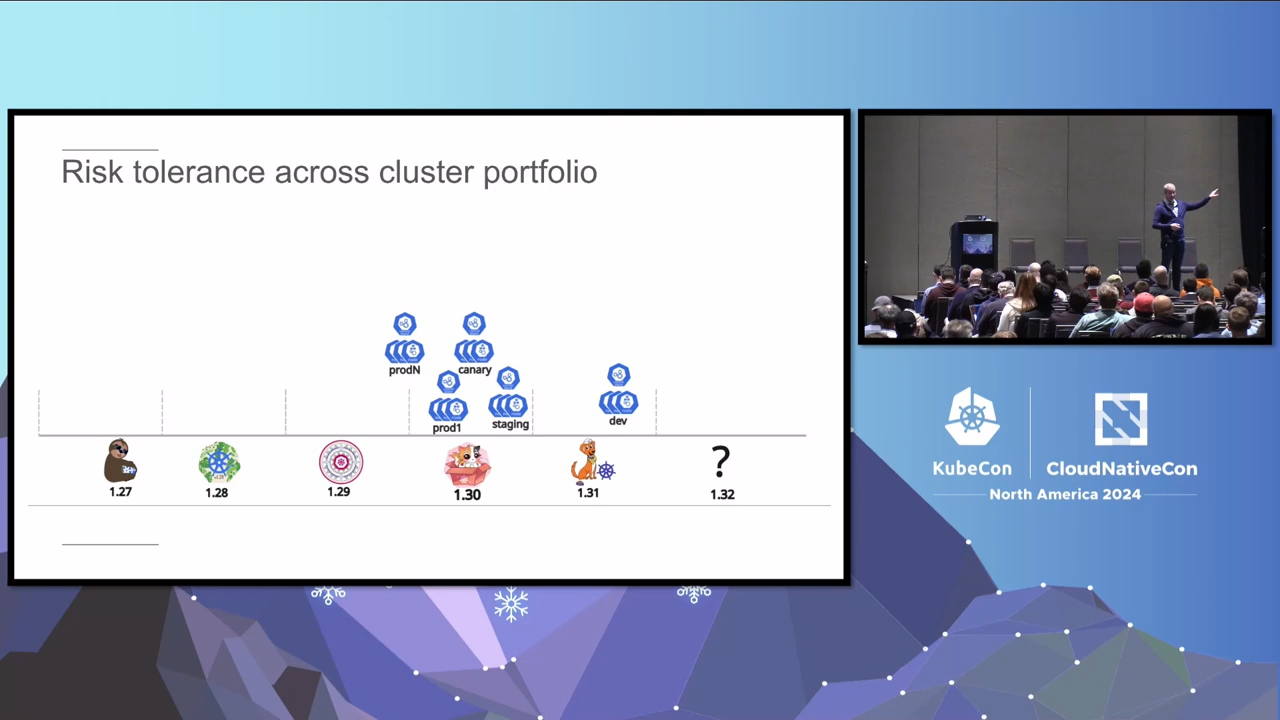 Risk tolerance across cluster portfolio
prodN
canary
prod1
staging
dev
?
1.27
1.28
1.29
1.30
1.31
1.32
KubeCon
CloudNativeCon
North America 2024